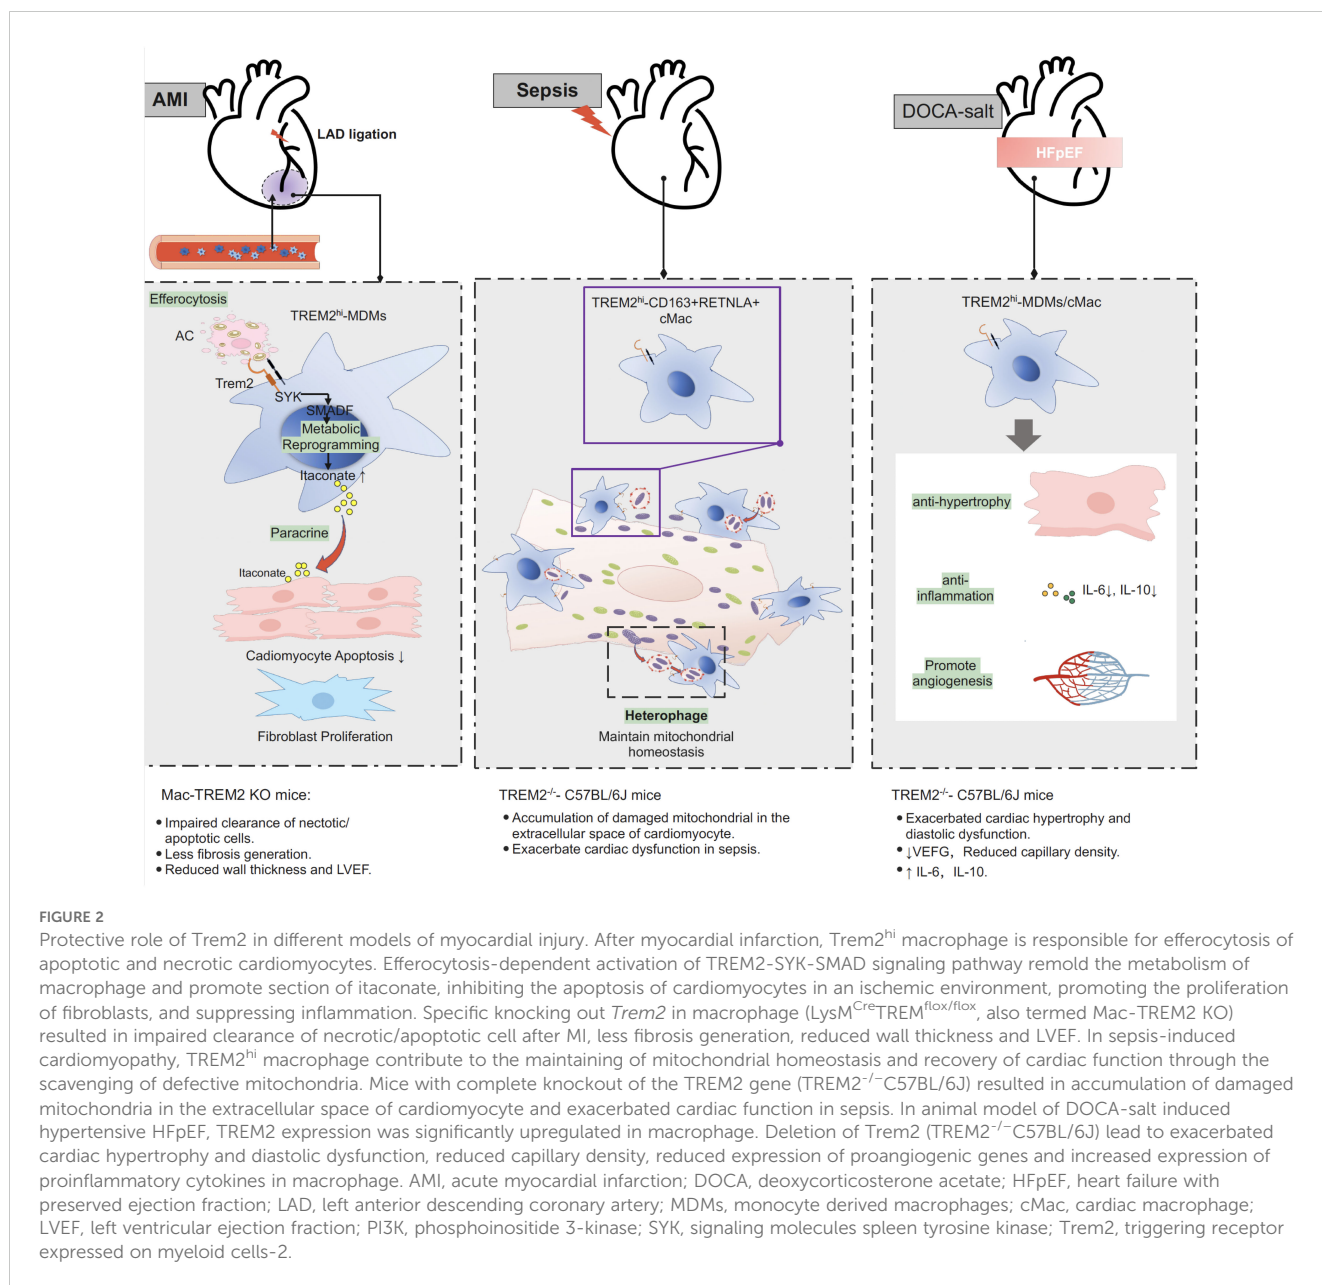 AMI
LAD ligation
Efferocytosis
TREM2hi-MDMs
AC
Trem2
SYK
SMADF
Metabolic
Reprogramming
Itaconate ↑
Paracrine
Itaconate
Cadiomyocyte Apoptosis ↓
Fibroblast Proliferation
Mac-TREM2 KO mice:
• Impaired clearance of nectotic/
apoptotic cells.
• Less fibrosis generation.
• Reduced wall thickness and LVEF.
Sepsis
TREM2hi-CD163+RETNLA+
cMac
Heterophage
Maintain mitochondrial
homeostasis
TREM2-/-- C57BL/6J mice
• Accumulation of damaged mitochondrial in the
extracellular space of cardiomyocyte.
• Exacerbate cardiac dysfunction in sepsis.
DOCA-salt
HFpEF
TREM2hi-MDMs/cMac
anti-hypertrophy
anti-
inflammation
IL-6↓, IL-10↓
Promote
angiogenesis
TREM2-/-- C57BL/6J mice
• Exacerbated cardiac hypertrophy and
diastolic dysfunction.
• ↓VEFG, Reduced capillary density.
• ↑ IL-6, IL-10.
FIGURE 2
Protective role of Trem2 in different models of myocardial injury. After myocardial infarction, Trem2hi macrophage is responsible for efferocytosis of
apoptotic and necrotic cardiomyocytes. Efferocytosis-dependent activation of TREM2-SYK-SMAD signaling pathway remold the metabolism of
macrophage and promote section of itaconate, inhibiting the apoptosis of cardiomyocytes in an ischemic environment, promoting the proliferation
of fibroblasts, and suppressing inflammation. Specific knocking out Trem2 in macrophage (LysMCreTREMflox/flox, also termed Mac-TREM2 KO)
resulted in impaired clearance of necrotic/apoptotic cell after MI, less fibrosis generation, reduced wall thickness and LVEF. In sepsis-induced
cardiomyopathy, TREM2hi macrophage contribute to the maintaining of mitochondrial homeostasis and recovery of cardiac function through the
scavenging of defective mitochondria. Mice with complete knockout of the TREM2 gene (TREM2-/-C57BL/6J) resulted in accumulation of damaged
mitochondria in the extracellular space of cardiomyocyte and exacerbated cardiac function in sepsis. In animal model of DOCA-salt induced
hypertensive HFpEF, TREM2 expression was significantly upregulated in macrophage. Deletion of Trem2 (TREM2-/-C57BL/6J) lead to exacerbated
cardiac hypertrophy and diastolic dysfunction, reduced capillary density, reduced expression of proangiogenic genes and increased expression of
proinflammatory cytokines in macrophage. AMI, acute myocardial infarction; DOCA, deoxycorticosterone acetate; HFpEF, heart failure with
preserved ejection fraction; LAD, left anterior descending coronary artery; MDMs, monocyte derived macrophages; cMac, cardiac macrophage;
LVEF, left ventricular ejection fraction; PI3K, phosphoinositide 3-kinase; SYK, signaling molecules spleen tyrosine kinase; Trem2, triggering receptor
expressed on myeloid cells-2.